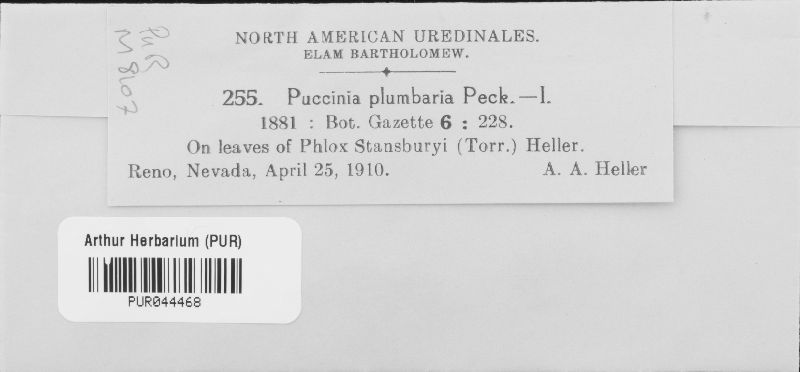 NORTH AMERICAN UREDINALES.
ELAM BARTHOLOMEW.
255. Puccinia plumbaria Peck.—I.
1881 : Bot. Gazette 6 : 228.
On leaves of Phlox Stansburyi (Torr.) Heller.
Reno, Nevada, April 25, 1910. A. A. Heller
PUR
M 8107
Arthur Herbarium (PUR)
PUR044468